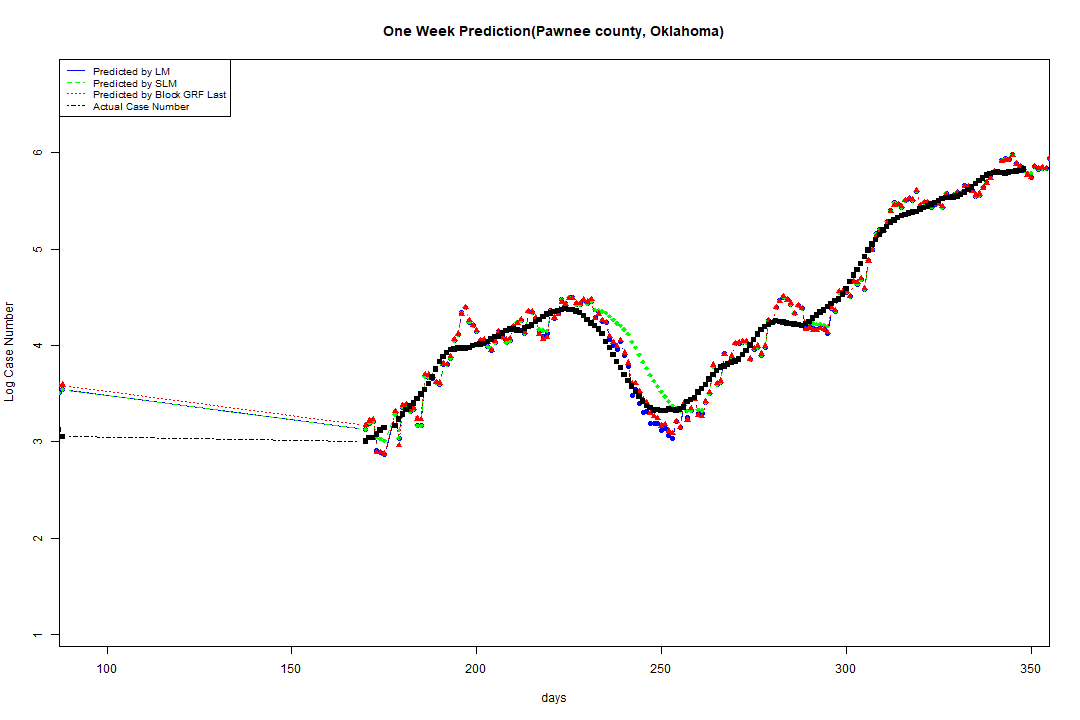 One Week Prediction(Pawnee county, Oklahoma)
Predicted by LM
Predicted by SLM
Predicted by Block GRF Last
Actual Case Number
6
5
4
3
2
1
Log Case Number
100 150 200 250 300 350
days